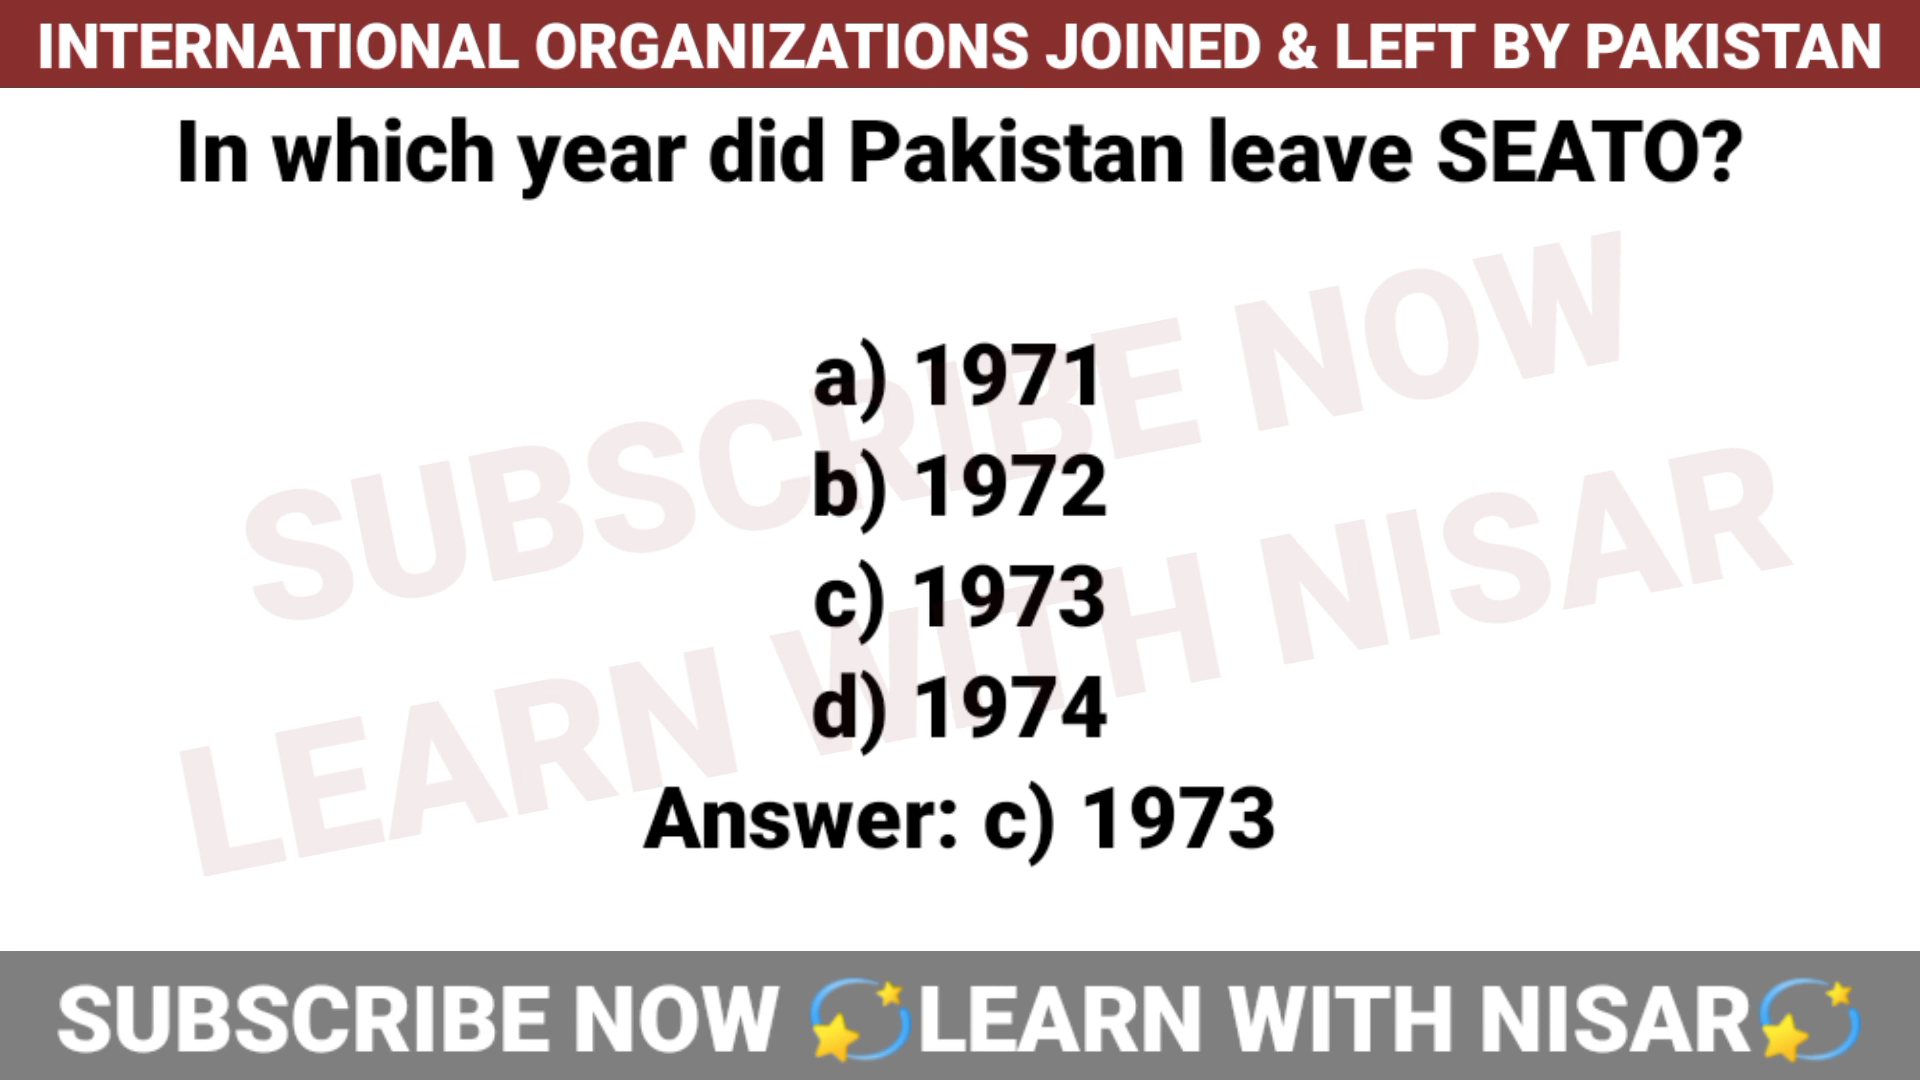 INTERNATIONAL ORGANIZATIONS JOINED & LEFT BY PAKISTAN
In which year did Pakistan leave SEATO?
SUBSCRIBE NOW
LEARN WITH NISAR
a) 1971
b) 1972
c) 1973
d) 1974
Answer: c) 1973
SUBSCRIBE NOW 💫LEARN WITH NISAR💫